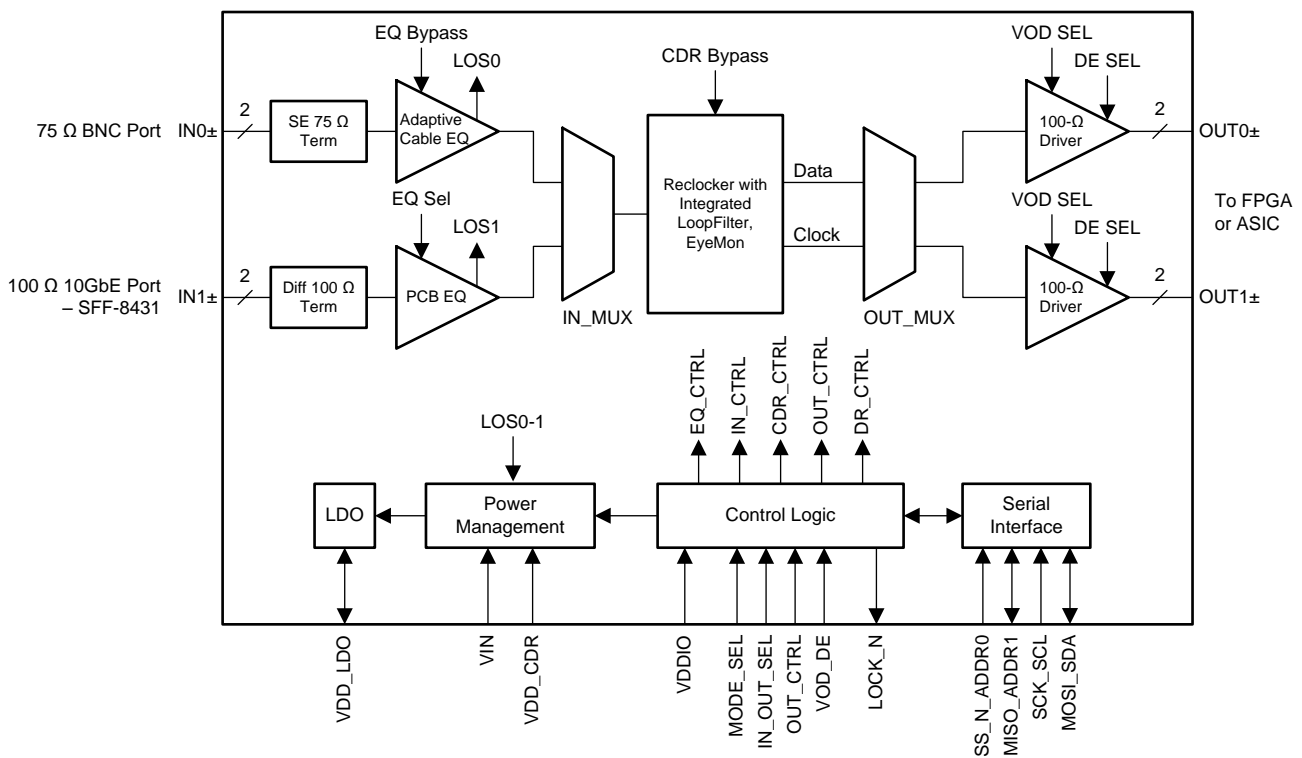 EQ Bypass
LOS0
CDR Bypass
VOD SEL
DE SEL
75 Ω BNC Port
IN0±
2
SE 75 Ω
Term
Adaptive
Cable EQ
100-Ω
Driver
2
OUT0±
Reclocker with
Integrated
LoopFilter,
EyeMon
Data
Clock
EQ Sel
LOS1
VOD SEL
DE SEL
To FPGA
or ASIC
100 Ω 10GbE Port
– SFF-8431
IN1±
2
Diff 100 Ω
Term
PCB EQ
IN_MUX
OUT_MUX
100-Ω
Driver
2
OUT1±
EQ_CTRL
IN_CTRL
CDR_CTRL
OUT_CTRL
DR_CTRL
LOS0-1
LDO
Power
Management
Control Logic
Serial
Interface
VDD_LDO
VIN
VDD_CDR
VDDIO
MODE_SEL
IN_OUT_SEL
OUT_CTRL
VOD_DE
LOCK_N
SS_N_ADDR0
MISO_ADDR1
SCK_SCL
MOSI_SDA